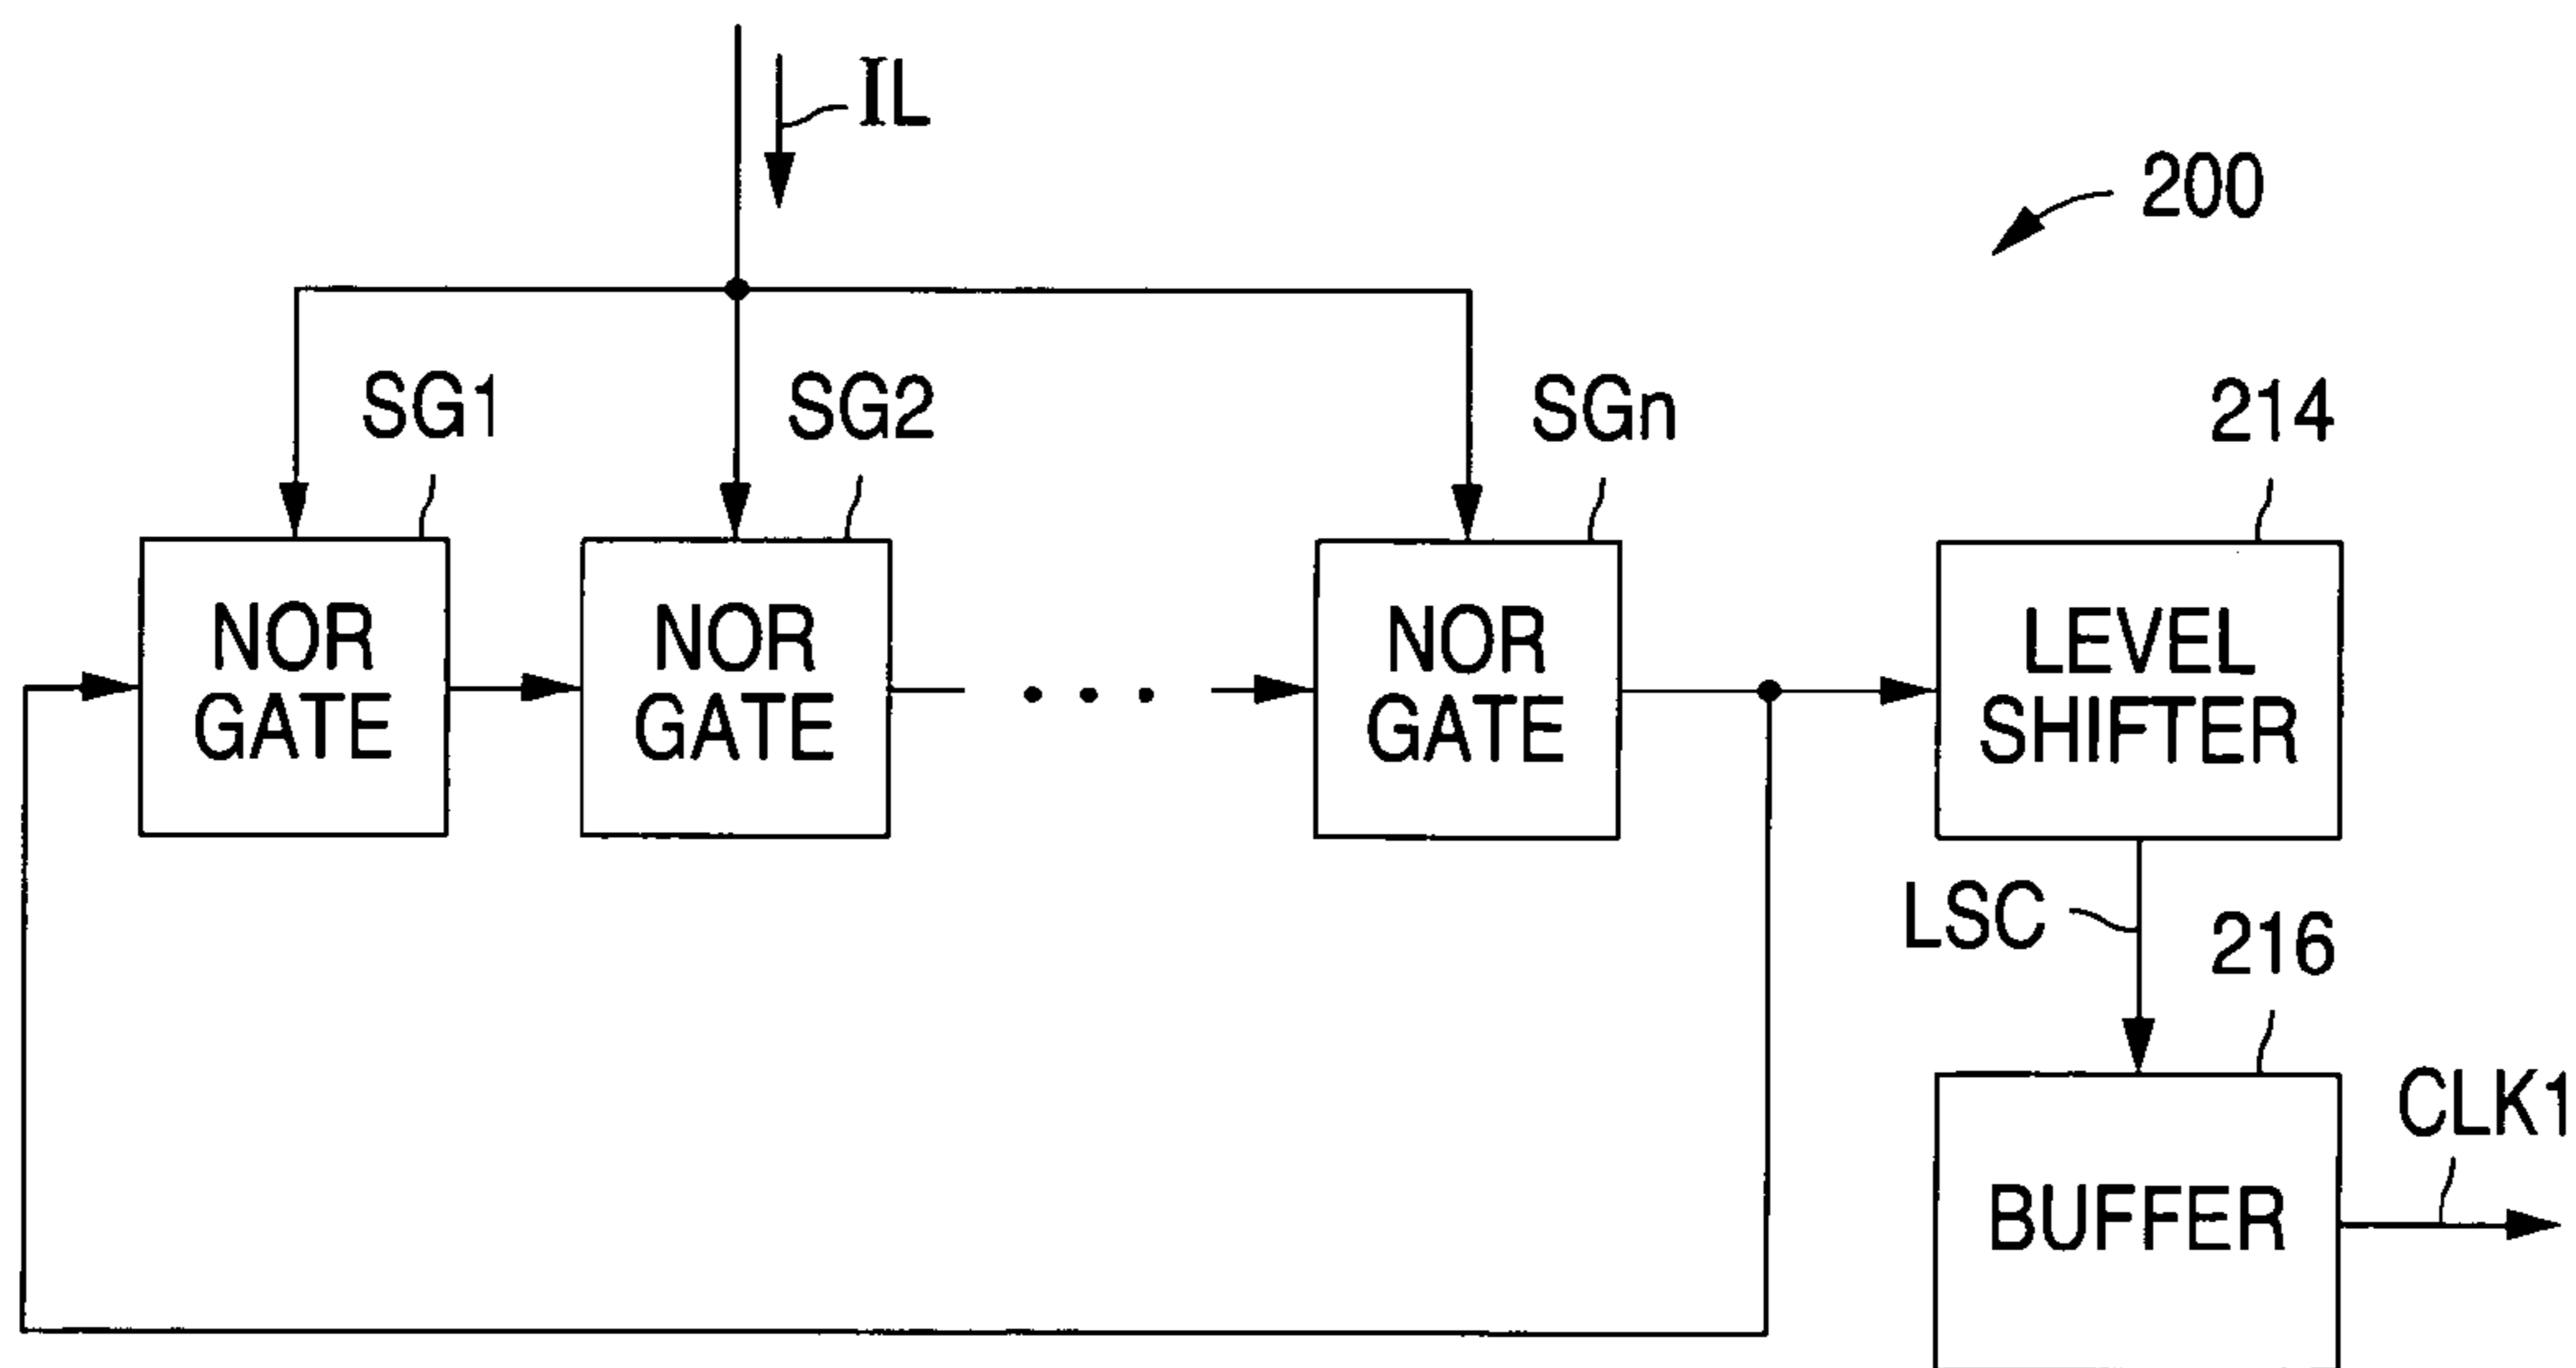 IL
200
SG1
SG2
SGn
214
NOR
GATE
NOR
GATE
NOR
GATE
LEVEL
SHIFTER
LSC
216
CLK1
BUFFER